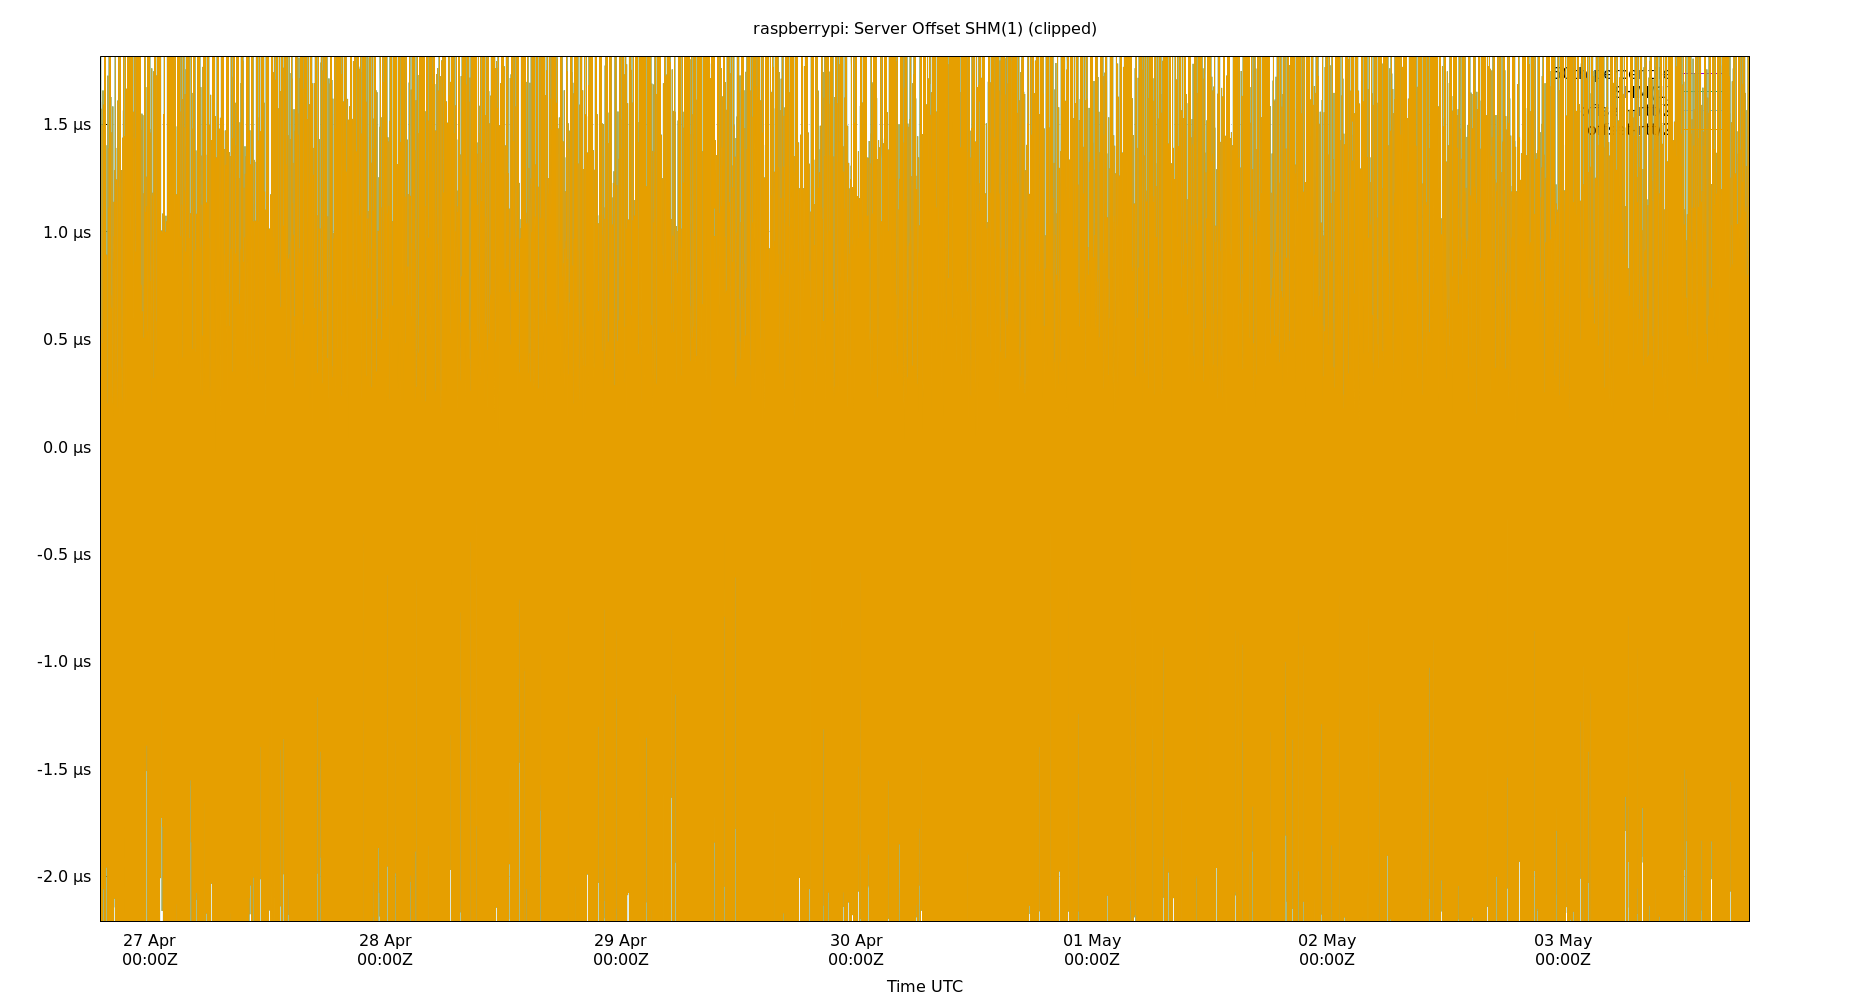 raspberrypi: Server Offset SHM(1) (clipped)
1.5 µs
1.0 µs
0.5 µs
0.0 µs
-0.5 µs
-1.0 µs
-1.5 µs
-2.0 µs
27 Apr 28 Apr 29 Apr 30 Apr 01 May 02 May 03 May
00:00Z 00:00Z 00:00Z 00:00Z 00:00Z 00:00Z 00:00Z
Time UTC